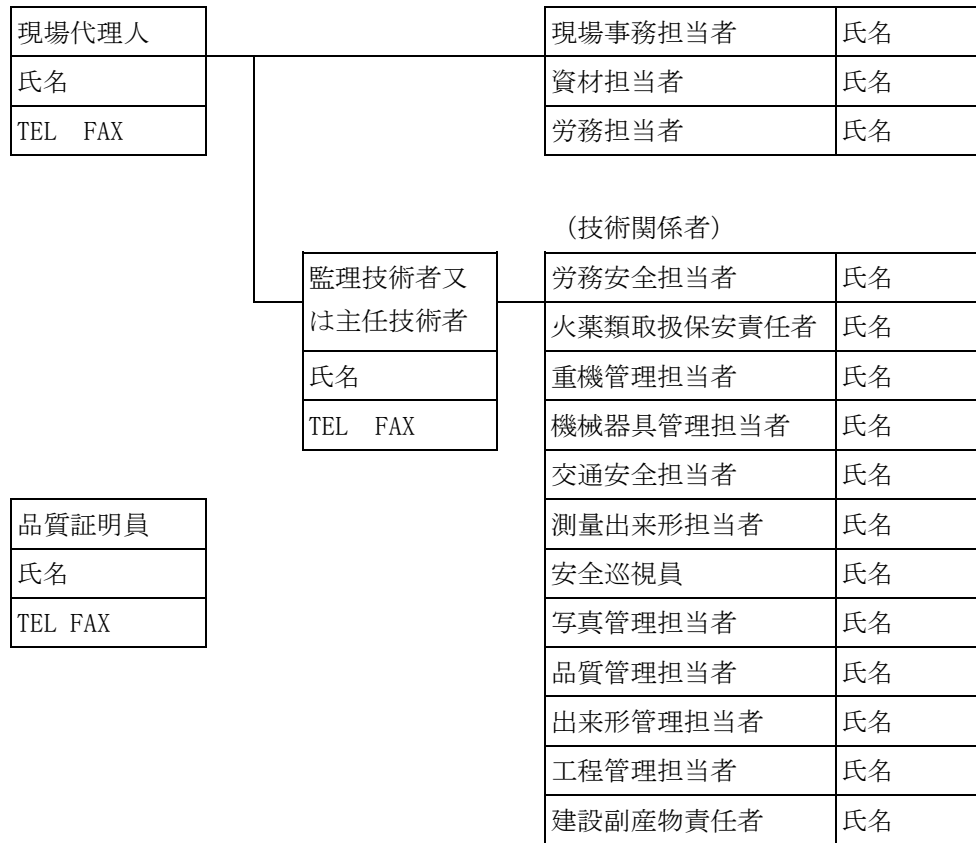 現場代理人
氏名
TEL FAX
現場事務担当者 氏名
資材担当者 氏名
労務担当者 氏名
（技術関係者）
監理技術者又
は主任技術者
氏名
TEL FAX
労務安全担当者 氏名
火薬類取扱保安責任者 氏名
重機管理担当者 氏名
機械器具管理担当者 氏名
交通安全担当者 氏名
測量出来形担当者 氏名
安全巡視員 氏名
写真管理担当者 氏名
品質管理担当者 氏名
出来形管理担当者 氏名
工程管理担当者 氏名
建設副産物責任者 氏名
品質証明員
氏名
TEL FAX